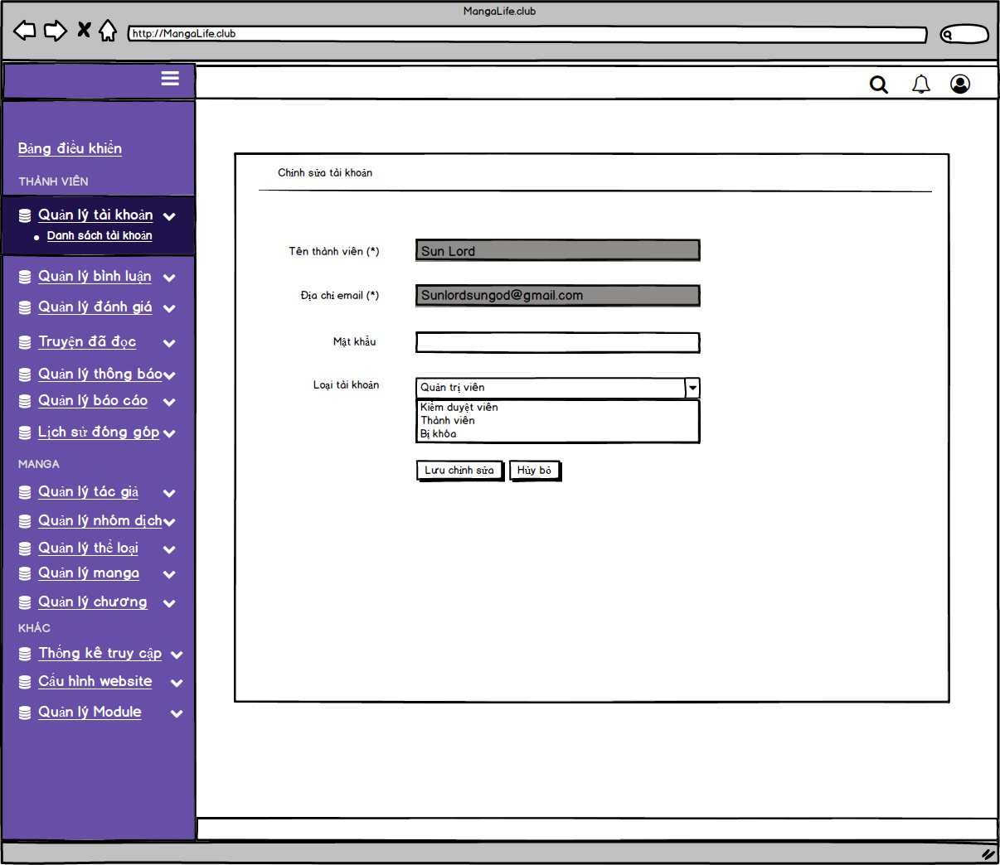 MangaLife.club
http://MangaLife.club
Bảng điều khiển
THÀNH VIÊN
Quản lý tài khoản
Danh sách tài khoản
Quản lý bình luận
Quản lý đánh giá
Truyện đã đọc
Quản lý thông báo
Quản lý báo cáo
Lịch sử đóng góp
MANGA
Quản lý tác giả
Quản lý nhóm dịch
Quản lý thể loại
Quản lý manga
Quản lý chương
KHÁC
Thống kê truy cập
Cấu hình website
Quản lý Module
Chỉnh sửa tài khoản
Tên thành viên (*)
Sun Lord
Địa chỉ email (*)
Sunlordsungod@gmail.com
Mật khẩu
Loại tài khoản
Quản trị viên
Kiểm duyệt viên
Thành viên
Bị khóa
Lưu chỉnh sửa
Hủy bỏ